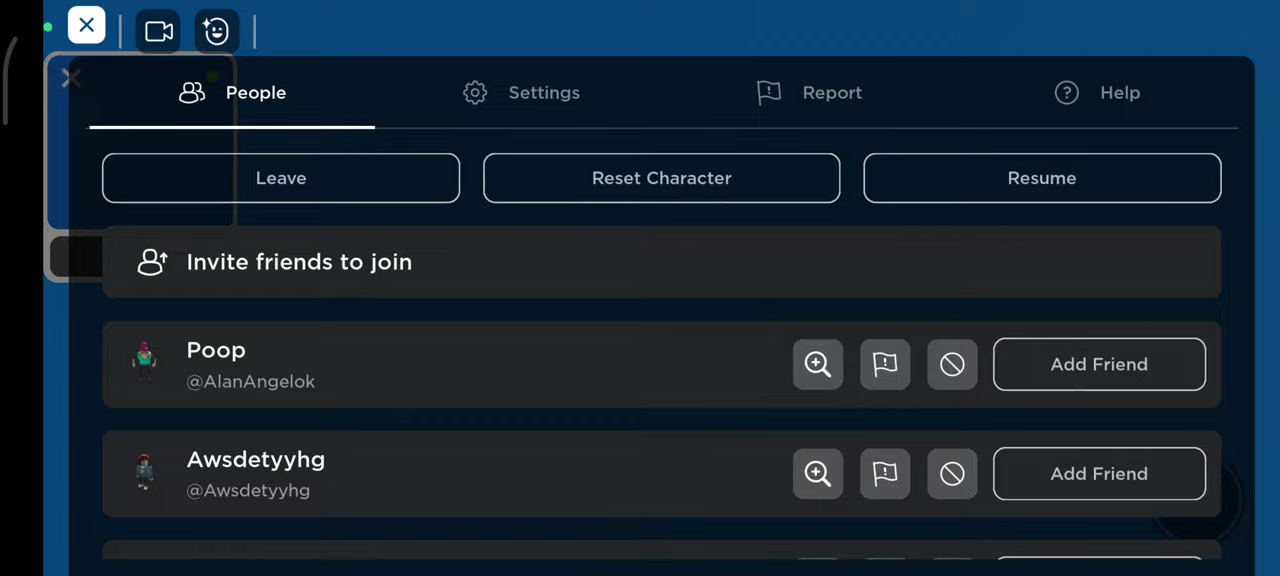 People
Settings
Report
Help
Leave
Reset Character
Resume
Invite friends to join
Poop
@AlanAngelok
Add Friend
Awsdetyyhg
@Awsdetyyhg
Add Friend